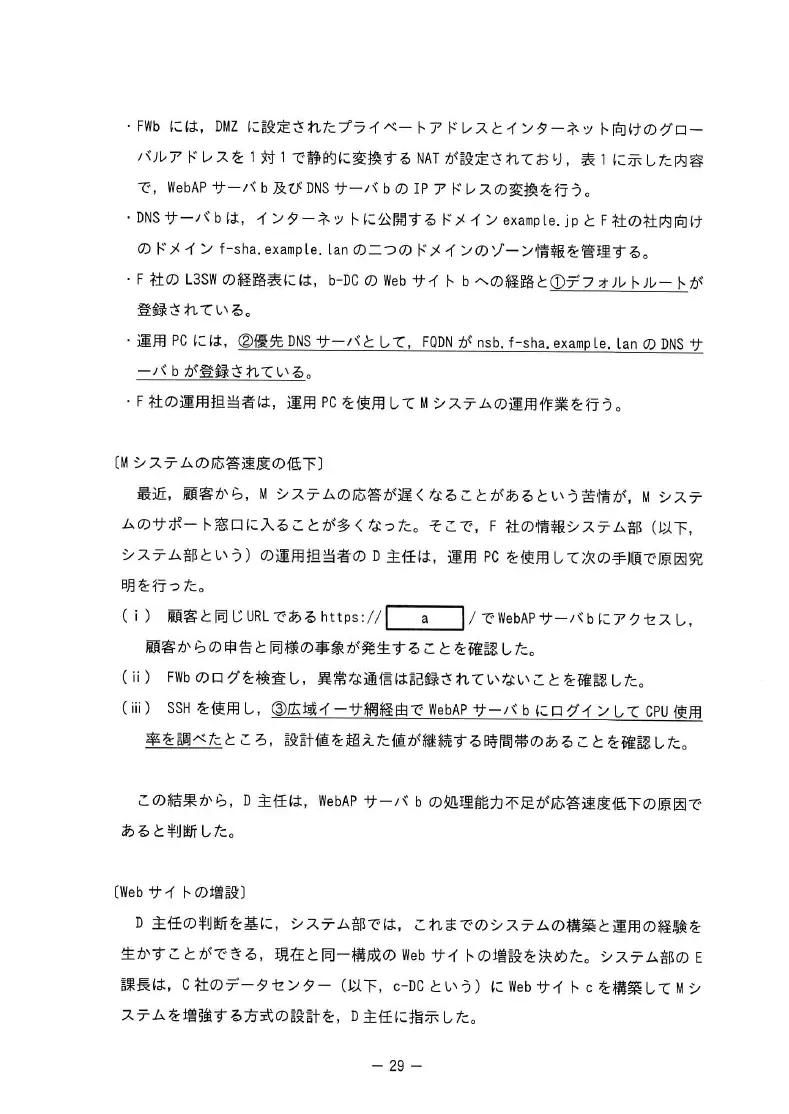 ・FWb には，DMZ に設定されたプライベートアドレスとインターネット向けのグロー
バルアドレスを 1 対 1 で静的に変換する NAT が設定されており，表 1 に示した内容
で，WebAP サーバ b 及び DNS サーバ b の IP アドレスの変換を行う。
・DNS サーバ b は，インターネットに公開するドメイン example.jp と F 社の社内向け
のドメイン f-sha.example.lan の二つのドメインのゾーン情報を管理する。
・F 社の L3SW の経路表には，b-DC の Web サイト b への経路と①デフォルトルートが
登録されている。
・運用 PC には，②優先 DNS サーバとして，FQDN が nsb.f-sha.example.lan の DNS サ
ーバ b が登録されている。
・F 社の運用担当者は，運用 PC を使用して M システムの運用作業を行う。
〔M システムの応答速度の低下〕
最近，顧客から，M システムの応答が遅くなることがあるという苦情が，M システ
ムのサポート窓口に入ることが多くなった。そこで，F 社の情報システム部（以下，
システム部という）の運用担当者の D 主任は，運用 PC を使用して次の手順で原因究
明を行った。
(ⅰ) 顧客と同じ URL である https:// a / で WebAP サーバ b にアクセスし，
顧客からの申告と同様の事象が発生することを確認した。
(ⅱ) FWb のログを検査し，異常な通信は記録されていないことを確認した。
(ⅲ) SSH を使用し，③広域イーサ網経由で WebAP サーバ b にログインして CPU 使用
率を調べたところ，設計値を超えた値が継続する時間帯のあることを確認した。
この結果から，D 主任は，WebAP サーバ b の処理能力不足が応答速度低下の原因で
あると判断した。
〔Web サイトの増設〕
D 主任の判断を基に，システム部では，これまでのシステムの構築と運用の経験を
生かすことができる，現在と同一構成の Web サイトの増設を決めた。システム部の E
課長は，C 社のデータセンター（以下，c-DC という）に Web サイト c を構築して M シ
ステムを増強する方式の設計を，D 主任に指示した。
− 29 −